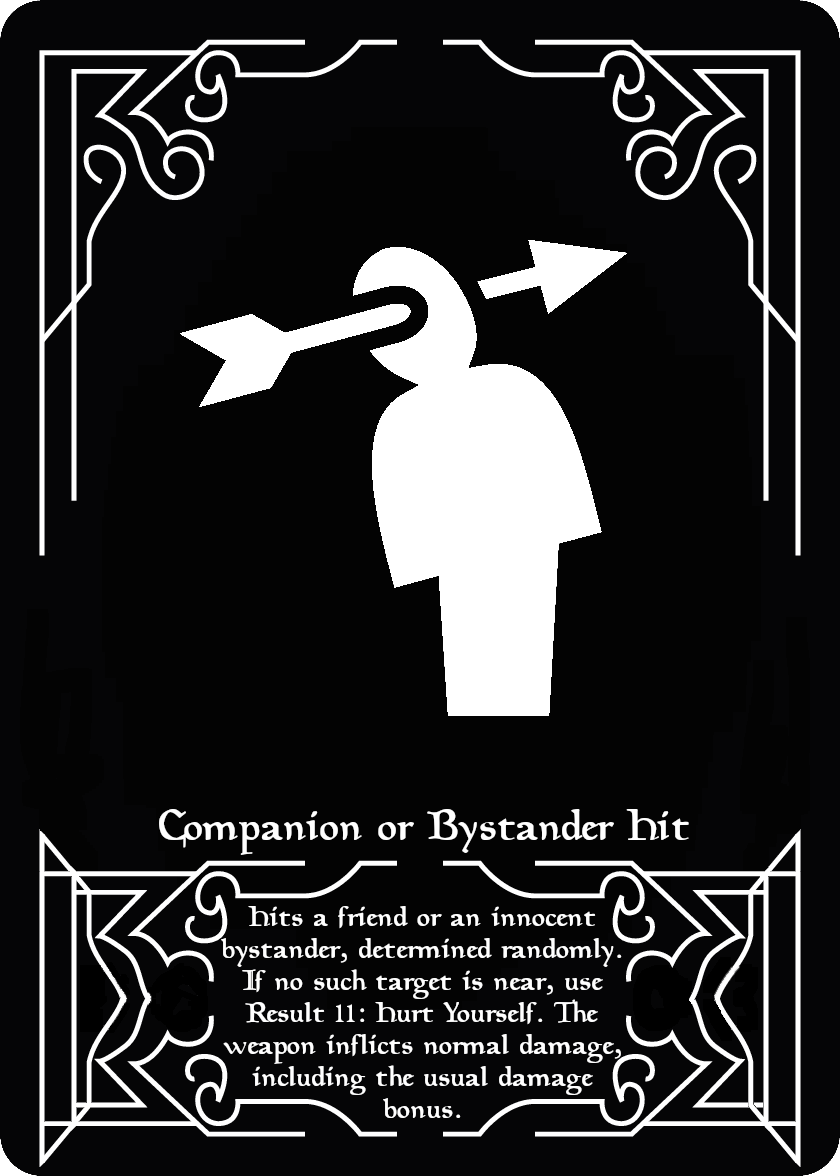 Companion or Bystander Hit
Hits a friend or an innocent
bystander, determined randomly.
If no such target is near, use
Result 11: Hurt Yourself. The
weapon inflicts normal damage,
including the usual damage
bonus.